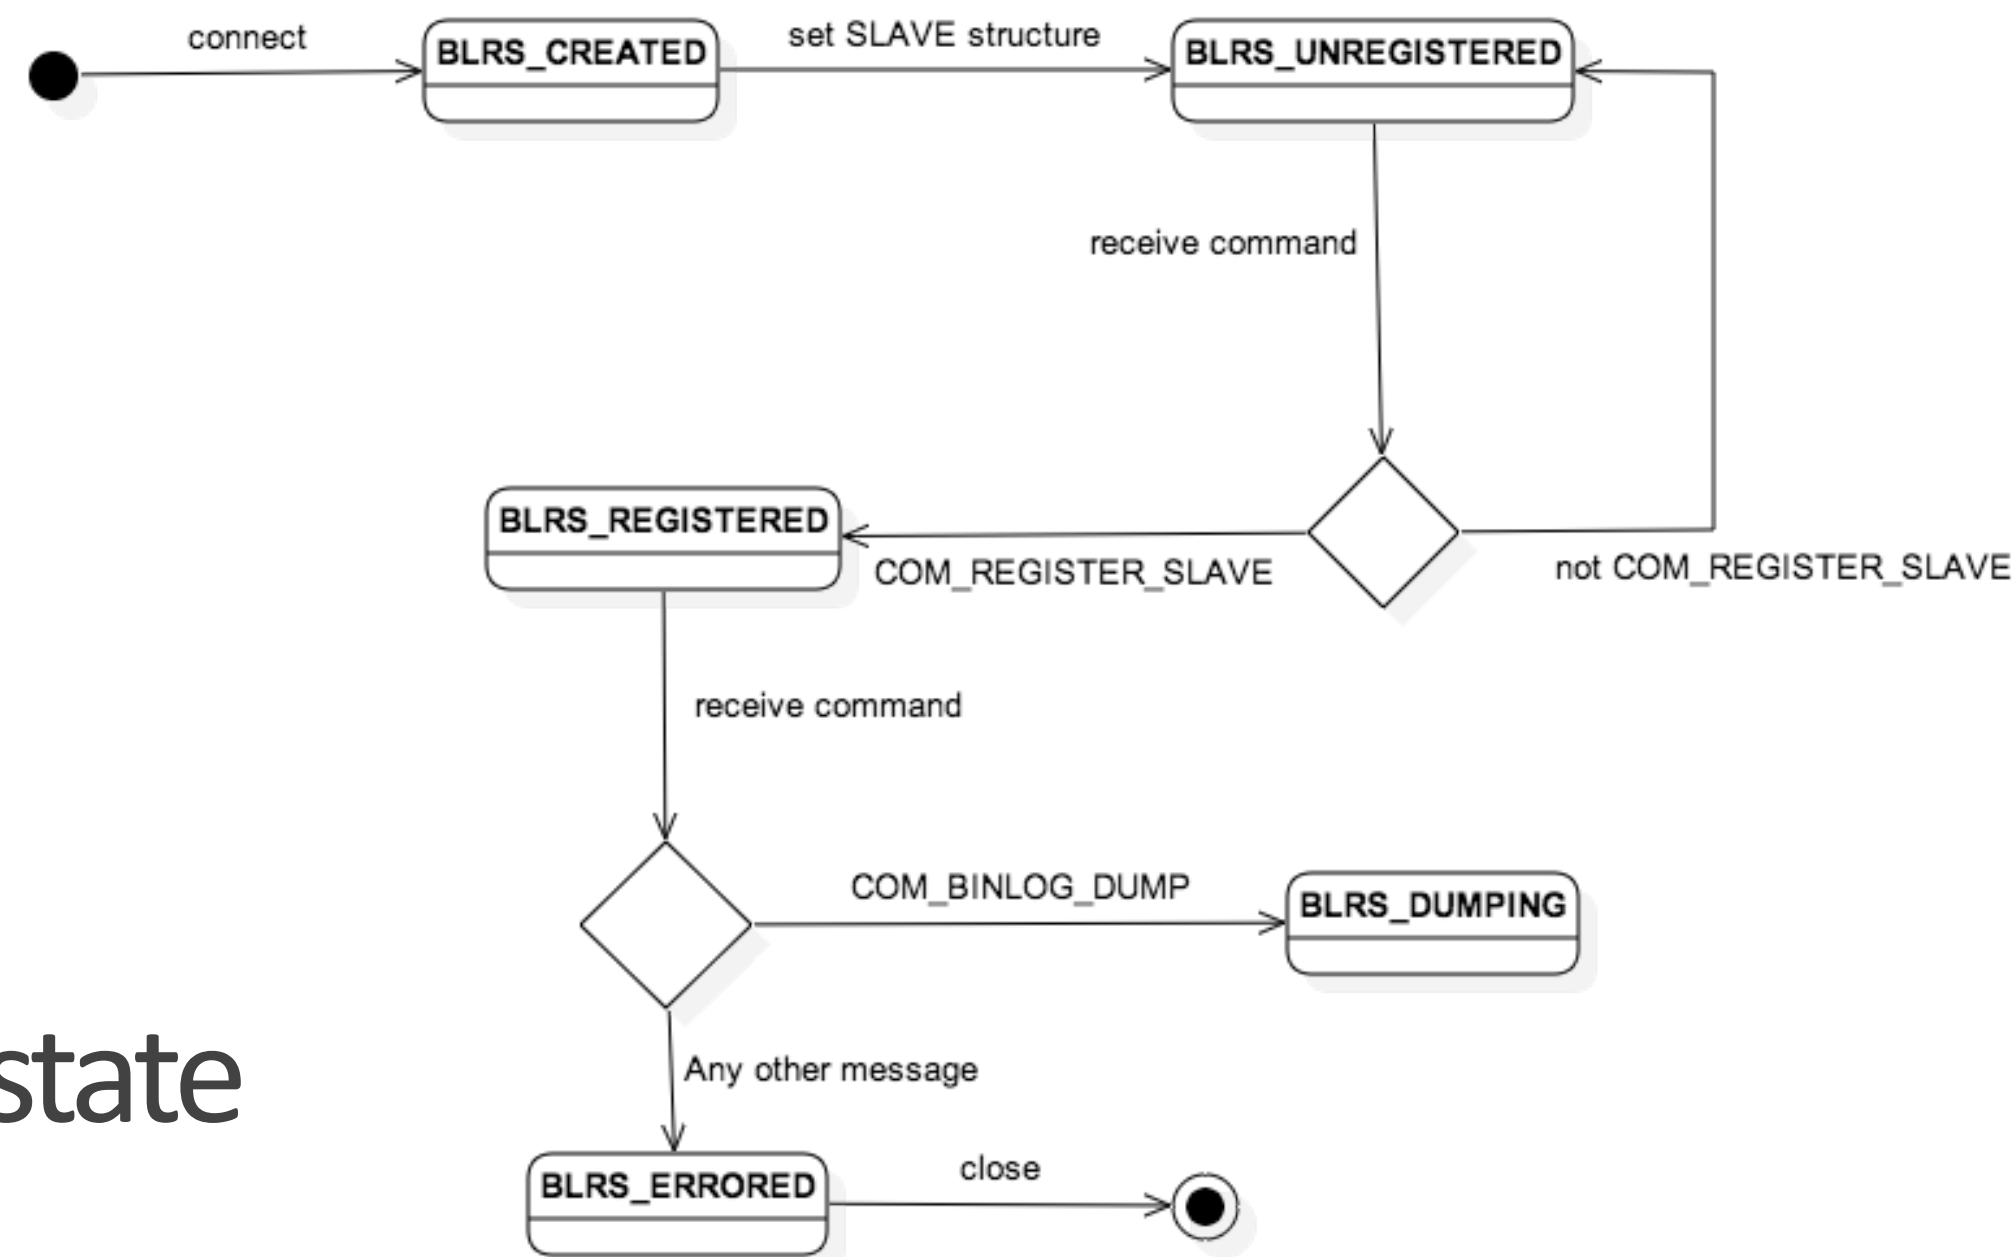 connect
BLRS_CREATED
set SLAVE structure
BLRS_UNREGISTERED
receive command
BLRS_REGISTERED
COM_REGISTER_SLAVE
not COM_REGISTER_SLAVE
receive command
COM_BINLOG_DUMP
BLRS_DUMPING
state
Any other message
BLRS_ERRORED
close